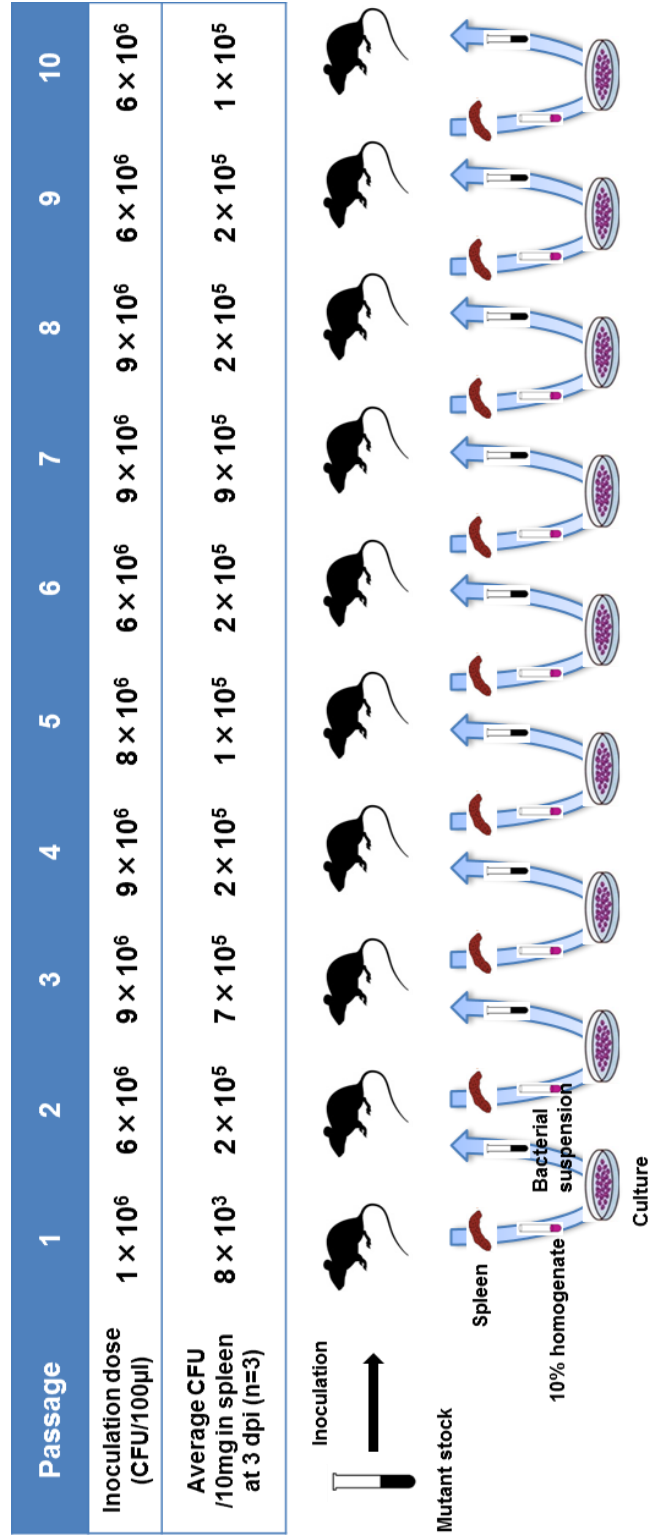 Passage 1 2 3 4 5 6 7 8 9 10
Inoculation dose
(CFU/100μl)
1×10⁶ 6×10⁶ 9×10⁶ 9×10⁶ 8×10⁶ 6×10⁶ 9×10⁶ 9×10⁶ 6×10⁶ 6×10⁶
Average CFU
/10mg in spleen
at 3 dpi (n=3)
8×10³ 2×10⁵ 7×10⁵ 2×10⁵ 1×10⁵ 2×10⁵ 9×10⁵ 2×10⁵ 2×10⁵ 1×10⁵
Inoculation
Mutant stock
Spleen
10% homogenate
Bacterial
suspension
Culture